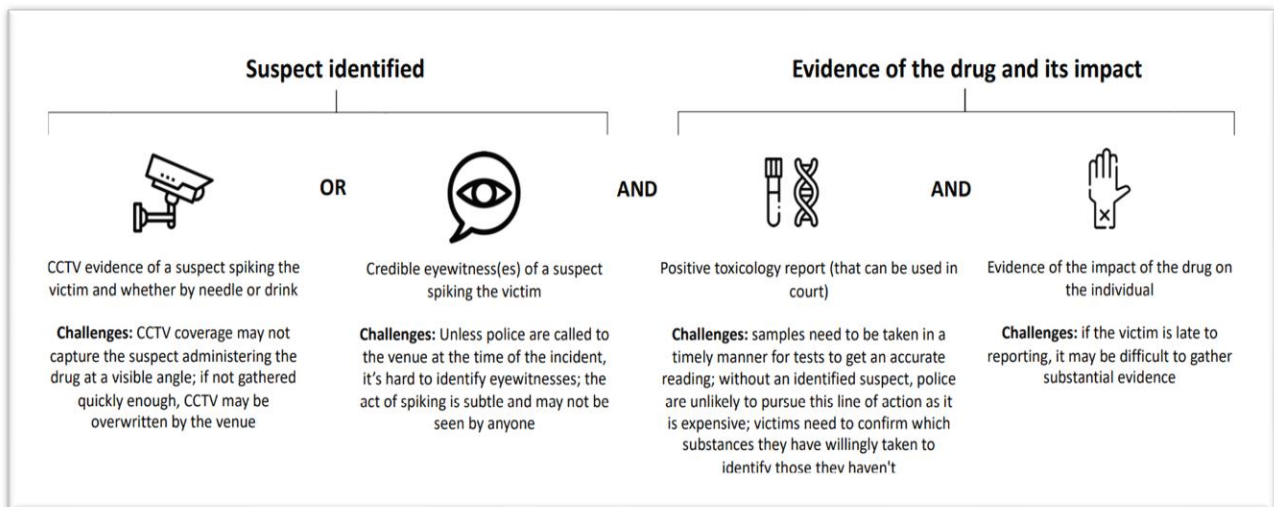 Suspect identified
Evidence of the drug and its impact
OR
AND
AND
CCTV evidence of a suspect spiking the
victim and whether by needle or drink
Challenges: CCTV coverage may not
capture the suspect administering the
drug at a visible angle; if not gathered
quickly enough, CCTV may be
overwritten by the venue
Credible eyewitness(es) of a suspect
spiking the victim
Challenges: Unless police are called to
the venue at the time of the incident,
it's hard to identify eyewitnesses; the
act of spiking is subtle and may not be
seen by anyone
Positive toxicology report (that can be used in
court)
Challenges: samples need to be taken in a
timely manner for tests to get an accurate
reading; without an identified suspect, police
are unlikely to pursue this line of action as it
is expensive; victims need to confirm which
substances they have willingly taken to
identify those they haven't
Evidence of the impact of the drug on
the individual
Challenges: if the victim is late to
reporting, it may be difficult to gather
substantial evidence